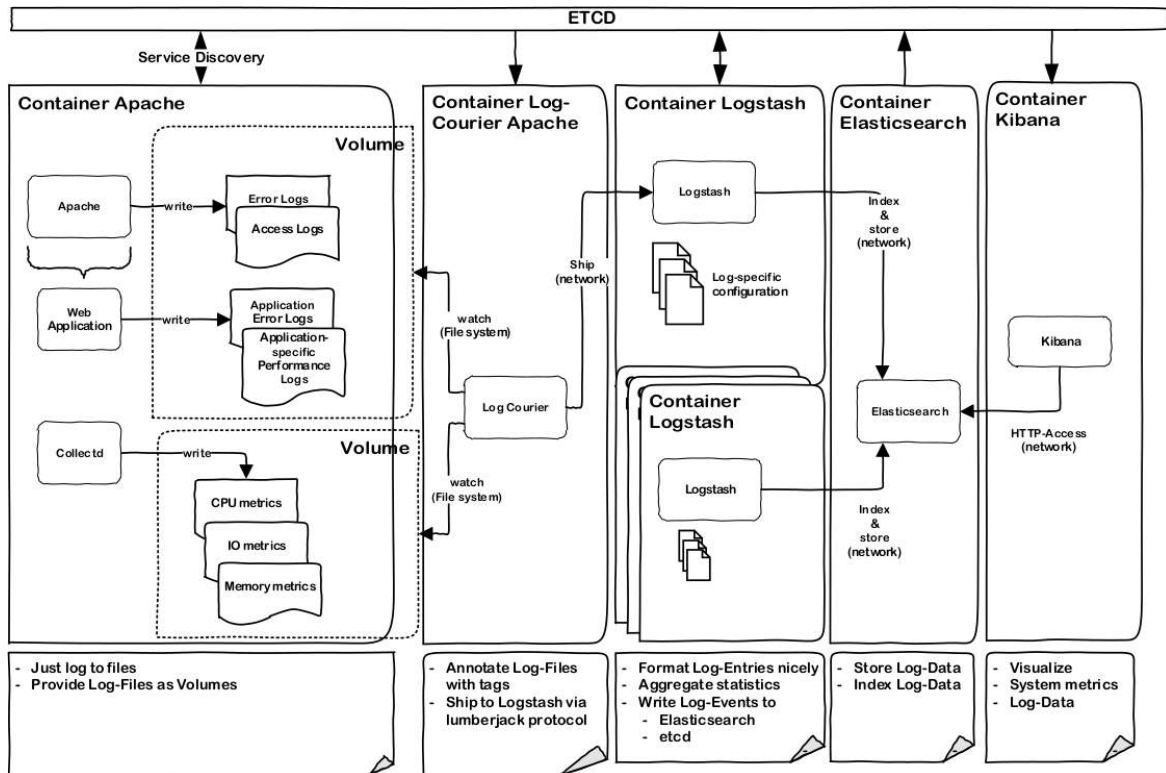 ETCD
Service Discovery
Container Apache
Volume
Apache
write
Error Logs
Access Logs
Web
Application
write
Application
Error Logs
Application-
specific
Performance
Logs
Collectd
write
Volume
CPU metrics
IO metrics
Memory metrics
- Just log to files
- Provide Log-Files as Volumes
Container Log-
Courier Apache
watch
(File system)
Log Courier
watch
(File system)
Ship
(network)
- Annotate Log-Files
with tags
- Ship to Logstash via
lumberjack protocol
Container Logstash
Logstash
Log-specific
configuration
Container
Logstash
Logstash
- Format Log-Entries nicely
- Aggregate statistics
- Write Log-Events to
- Elasticsearch
- etcd
Container
Elasticsearch
Index
&
store
(network)
Elasticsearch
Index
&
store
(network)
- Store Log-Data
- Index Log-Data
Container
Kibana
Kibana
HTTP-Access
(network)
- Visualize
- System metrics
- Log-Data